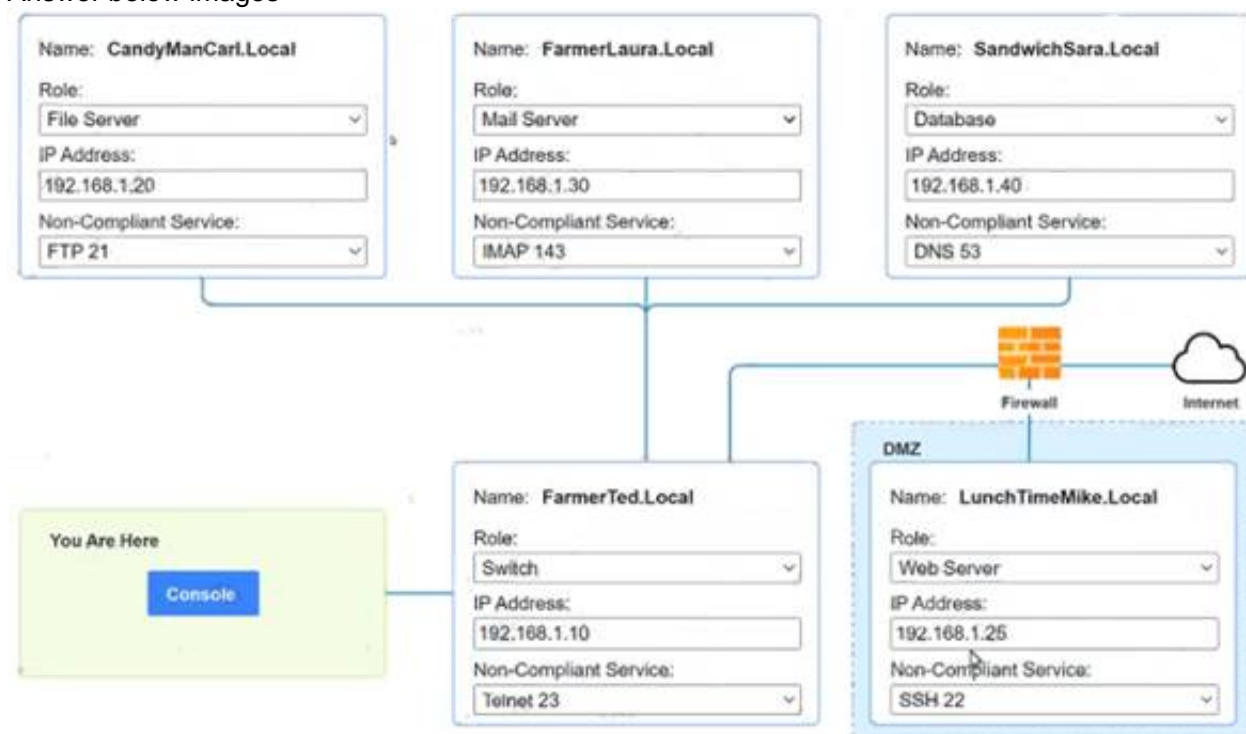 Answer below images
Name: CandyManCarl.Local
Role:
File Server
IP Address:
192.168.1.20
Non-Compliant Service:
FTP 21
Name: FarmerLaura.Local
Role:
Mail Server
IP Address:
192.168.1.30
Non-Compliant Service:
IMAP 143
Name: SandwichSara.Local
Role:
Database
IP Address:
192.168.1.40
Non-Compliant Service:
DNS 53
Firewall
Internet
You Are Here
Console
Name: FarmerTed.Local
Role:
Switch
IP Address:
192.168.1.10
Non-Compliant Service:
Telnet 23
DMZ
Name: LunchTimeMike.Local
Role:
Web Server
IP Address:
192.168.1.25
Non-Compliant Service:
SSH 22